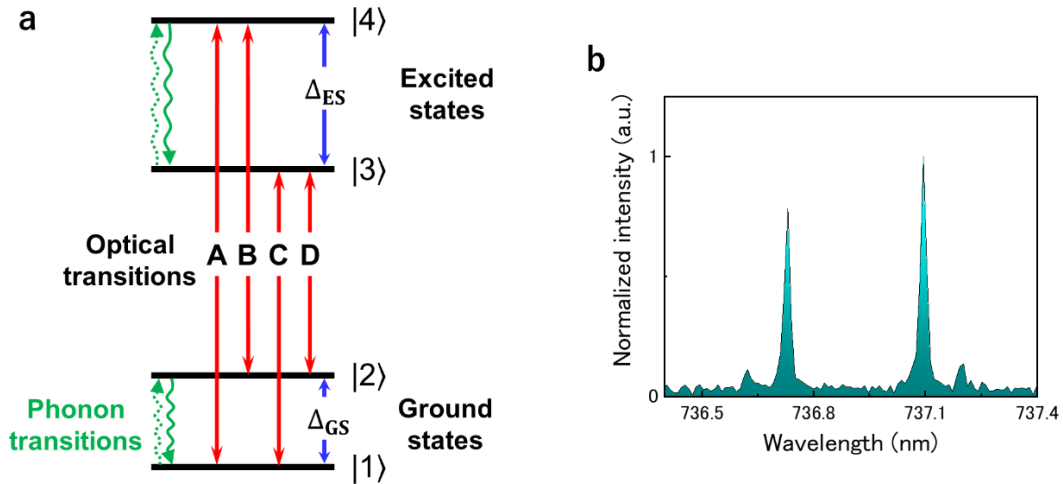 a
|4⟩
Δ_ES
Excited
states
|3⟩
Optical
transitions
A B C D
|2⟩
Phonon
transitions
Δ_GS
Ground
states
|1⟩
b
Normalized intensity (a.u.)
1
0
736.5 736.8 737.1 737.4
Wavelength (nm)